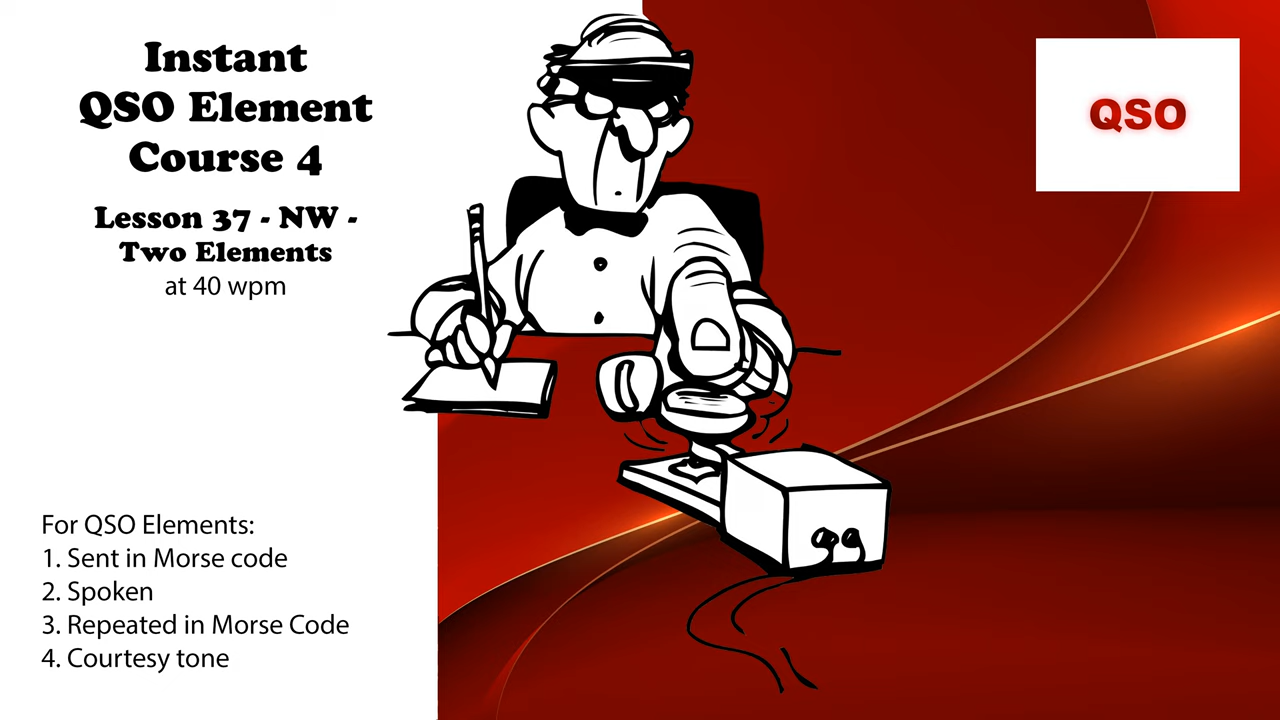 Instant
QSO Element
Course 4
Lesson 37 - NW -
Two Elements
at 40 wpm
QSO
For QSO Elements:
1. Sent in Morse code
2. Spoken
3. Repeated in Morse Code
4. Courtesy tone